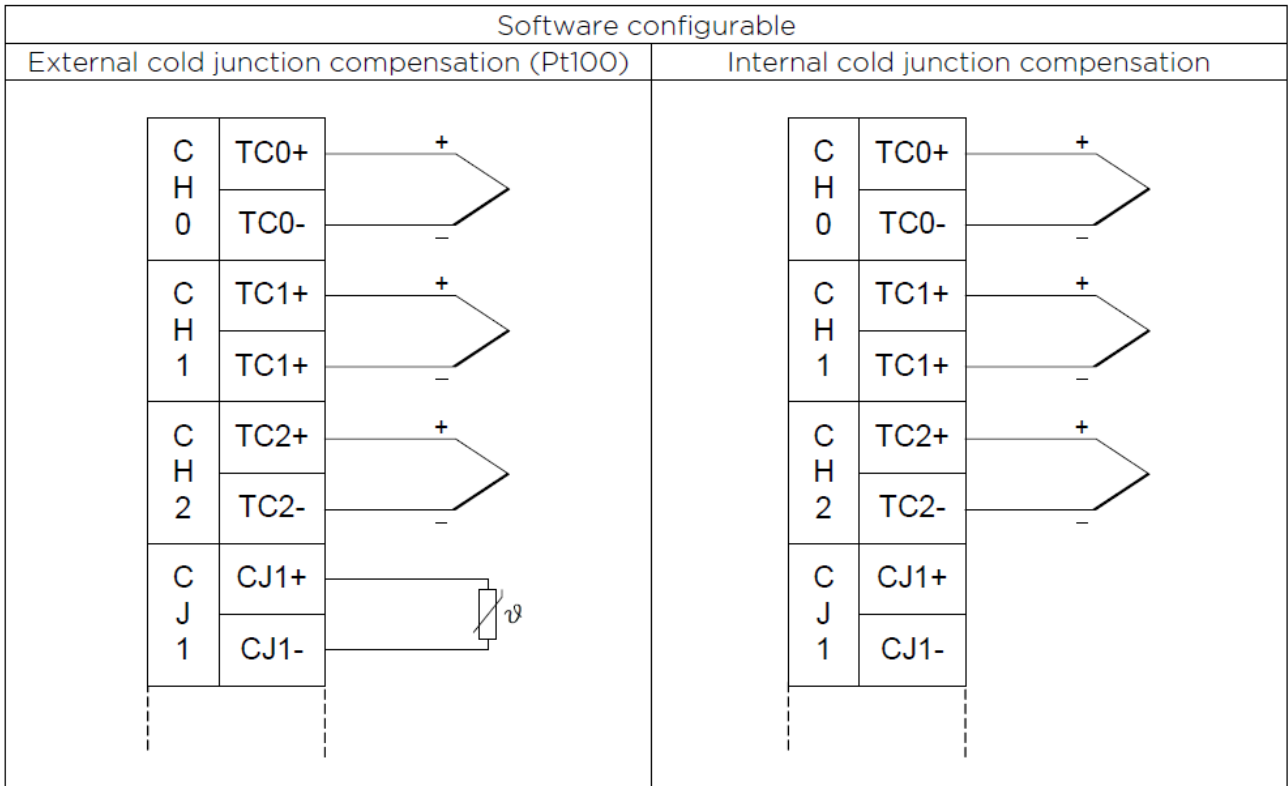 Software configurable
External cold junction compensation (Pt100)
Internal cold junction compensation
C
H
0
TC0+
TC0-
+
–
C
H
1
TC1+
TC1+
+
–
C
H
2
TC2+
TC2-
+
–
C
J
1
CJ1+
CJ1-
ϑ
C
H
0
TC0+
TC0-
+
–
C
H
1
TC1+
TC1+
+
–
C
H
2
TC2+
TC2-
+
–
C
J
1
CJ1+
CJ1-